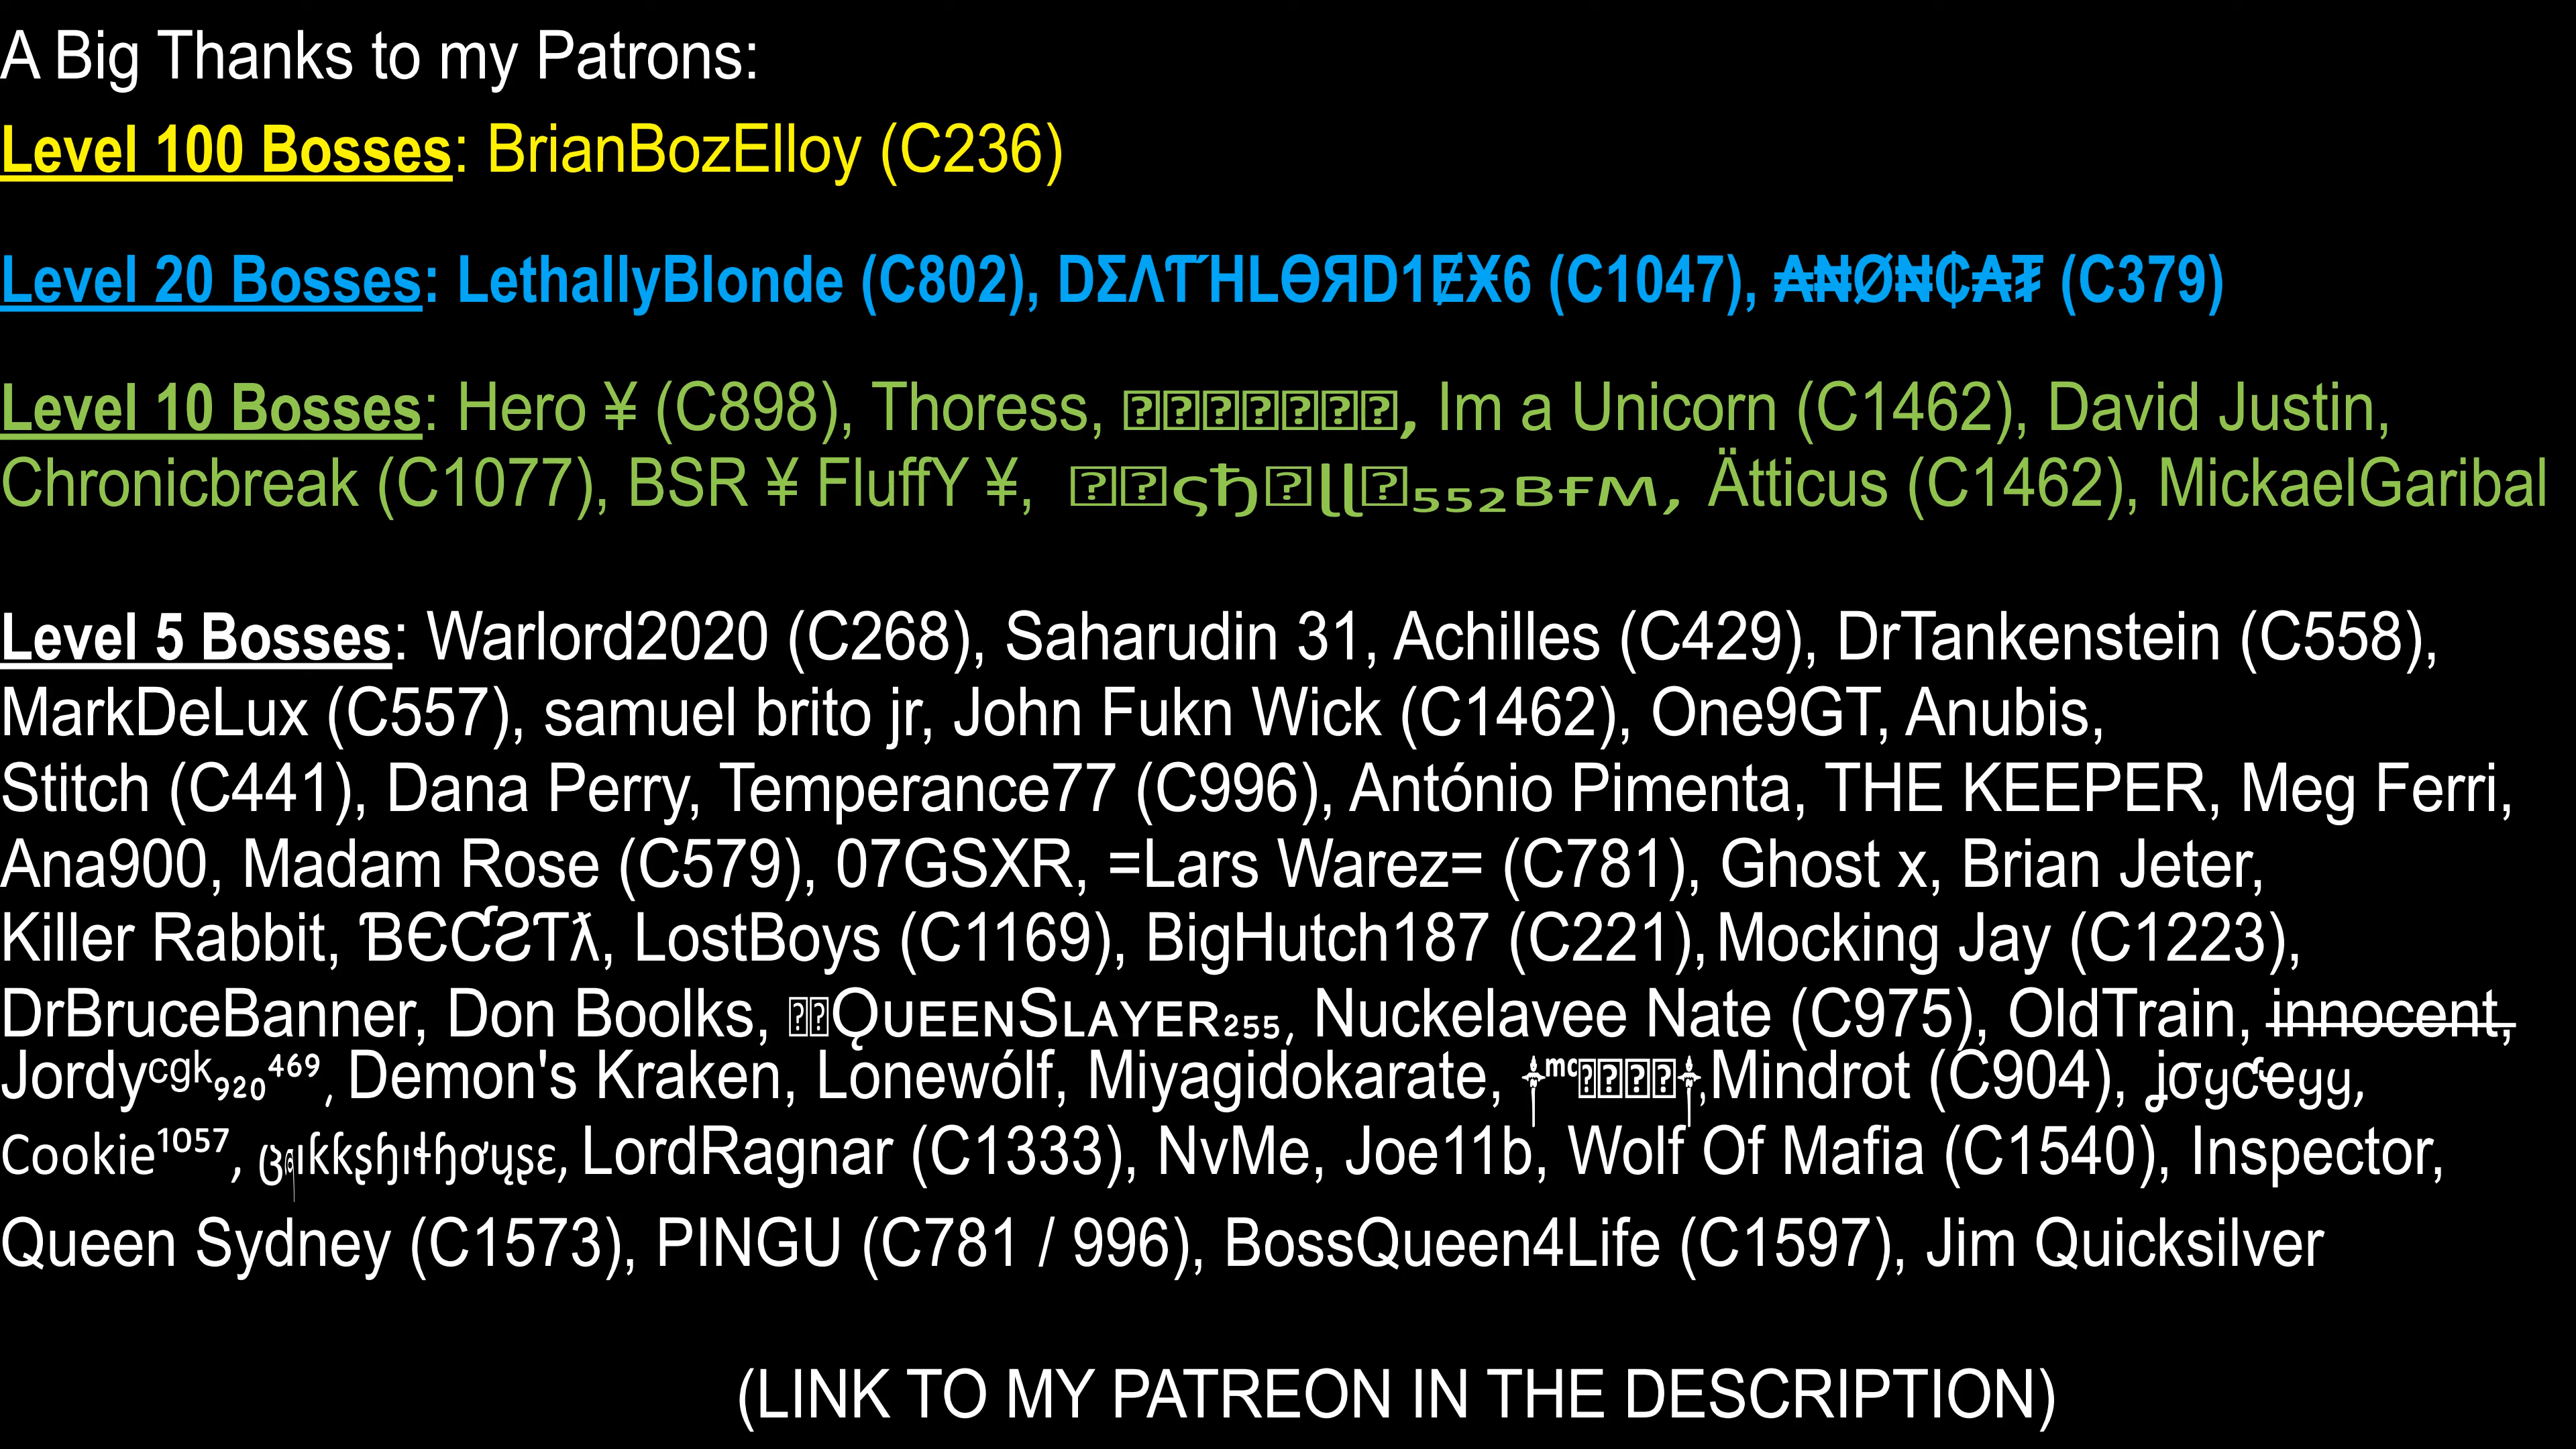 A Big Thanks to my Patrons:
Level 100 Bosses: BrianBozElloy (C236)
Level 20 Bosses: LethallyBlonde (C802), DΣΛƬΉLӨЯD1ɆӾ6 (C1047), ₳₦Ø₦₵₳₮ (C379)
Level 10 Bosses: Hero ¥ (C898), Thoress, Im a Unicorn (C1462), David Justin,
Chronicbreak (C1077), BSR ¥ FluffY ¥, Ätticus (C1462), MickaelGaribal
Level 5 Bosses: Warlord2020 (C268), Saharudin 31, Achilles (C429), DrTankenstein (C558),
MarkDeLux (C557), samuel brito jr, John Fukn Wick (C1462), One9GT, Anubis,
Stitch (C441), Dana Perry, Temperance77 (C996), António Pimenta, THE KEEPER, Meg Ferri,
Ana900, Madam Rose (C579), 07GSXR, =Lars Warez= (C781), Ghost x, Brian Jeter,
Killer Rabbit, ƁЄƇƧƬƛ, LostBoys (C1169), BigHutch187 (C221), Mocking Jay (C1223),
DrBruceBanner, Don Boolks, QᴜᴇᴇɴSʟᴀʏᴇʀ₂₅₅, Nuckelavee Nate (C975), OldTrain, innocent,
Jordyᶜᵍᵏ₉₂₀⁴⁶⁹, Demon's Kraken, Lonewólf, Miyagidokarate, Mindrot (C904), ʝσყƈҽყყ,
Cookie¹⁰⁵⁷, LordRagnar (C1333), NvMe, Joe11b, Wolf Of Mafia (C1540), Inspector,
Queen Sydney (C1573), PINGU (C781 / 996), BossQueen4Life (C1597), Jim Quicksilver
(LINK TO MY PATREON IN THE DESCRIPTION)